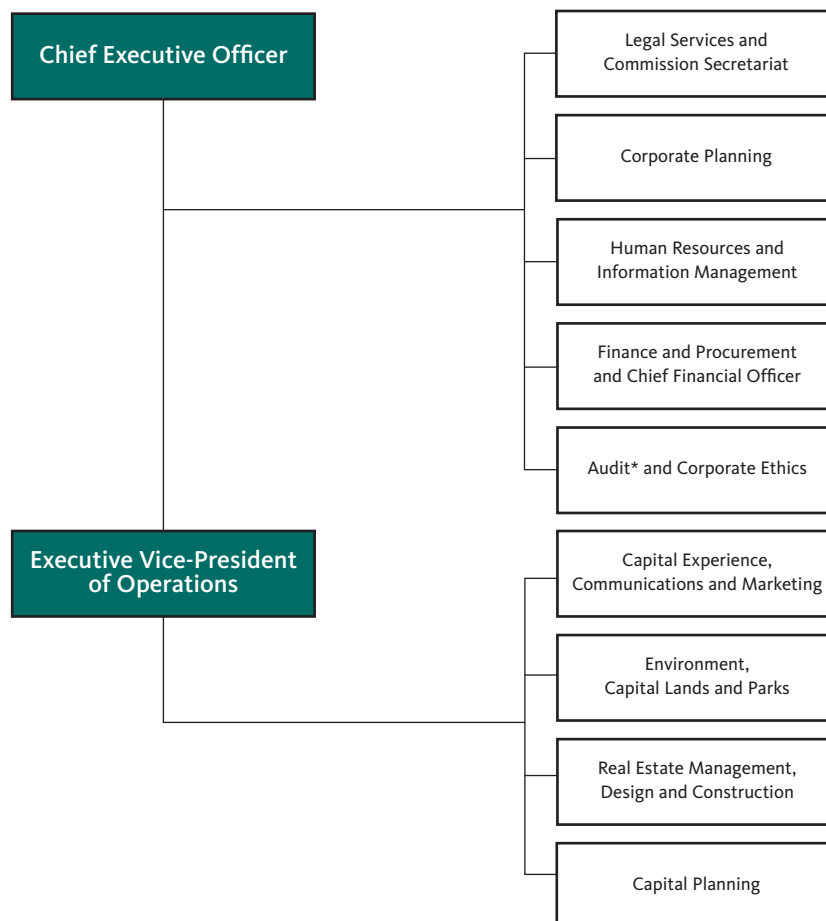 Chief Executive Officer
Legal Services and
Commission Secretariat
Corporate Planning
Human Resources and
Information Management
Finance and Procurement
and Chief Financial Officer
Audit* and Corporate Ethics
Executive Vice-President
of Operations
Capital Experience,
Communications and Marketing
Environment,
Capital Lands and Parks
Real Estate Management,
Design and Construction
Capital Planning